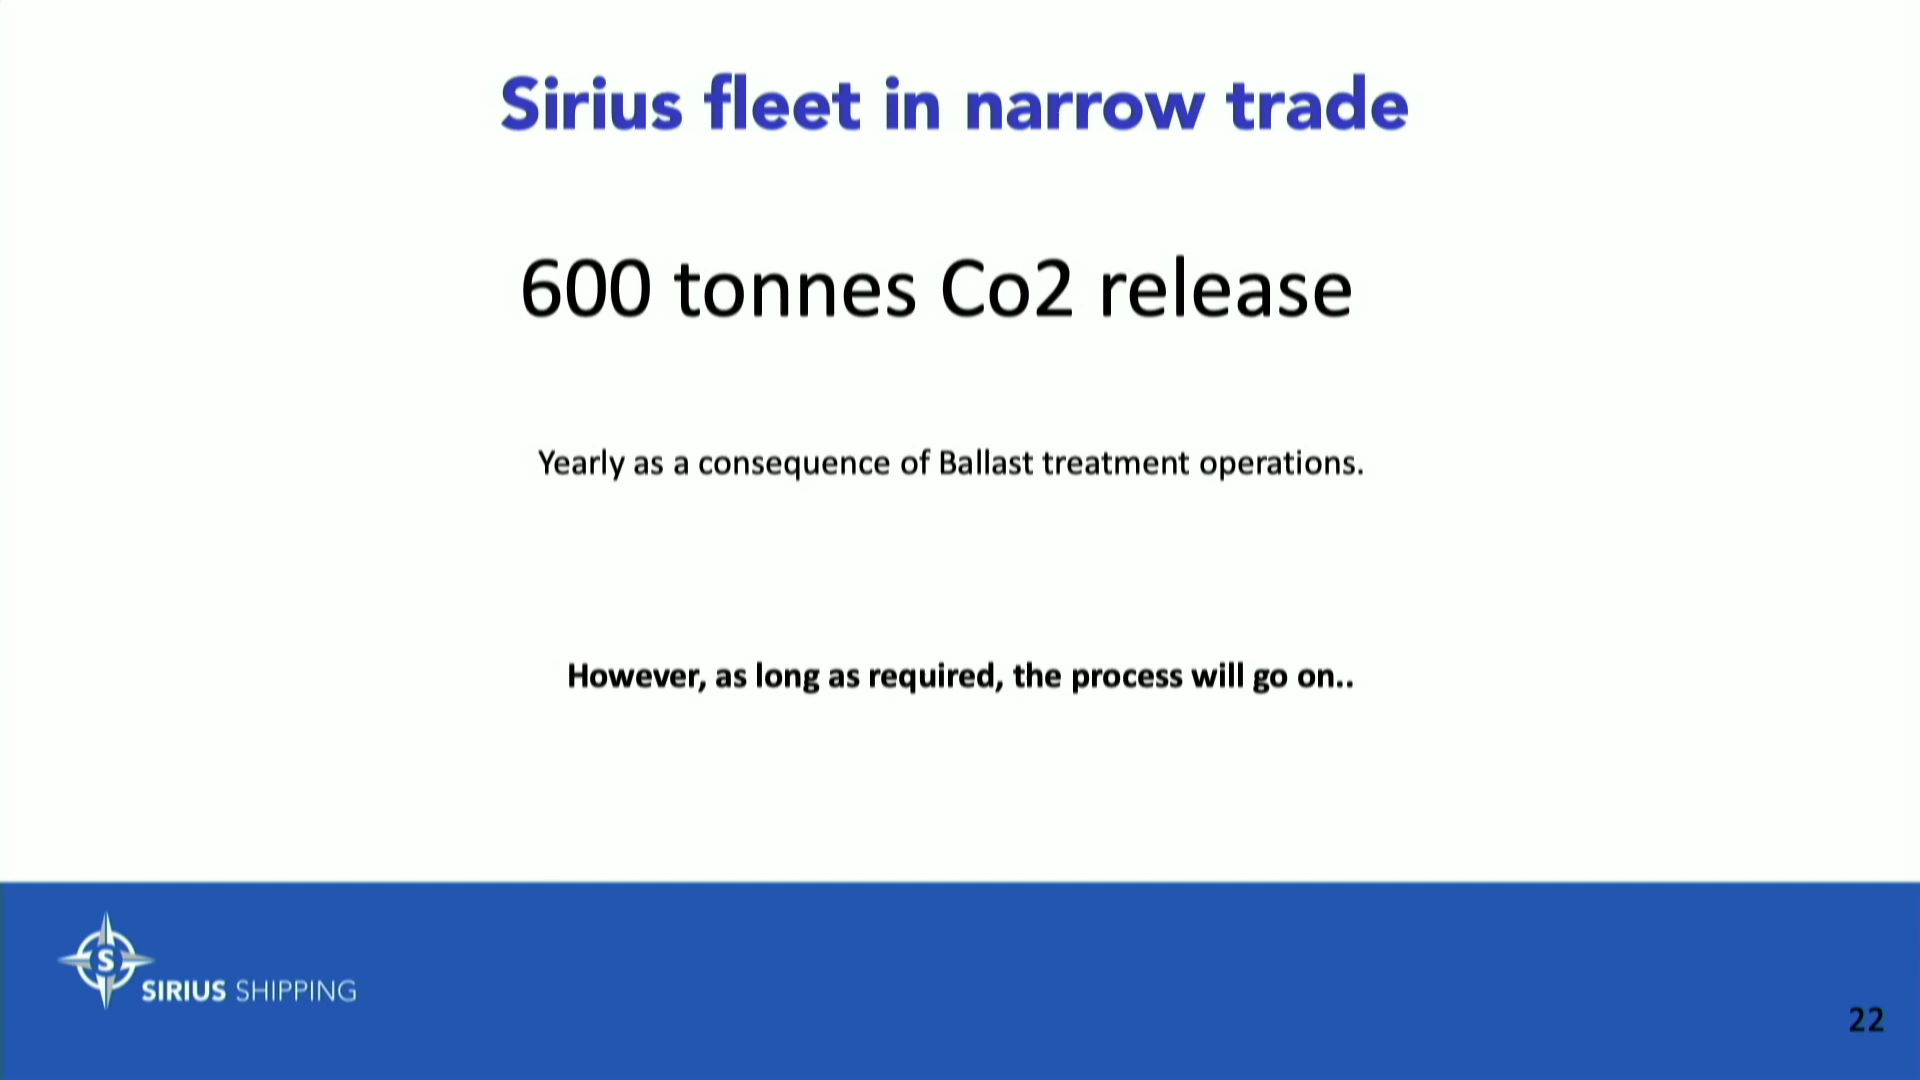 Sirius fleet in narrow trade
600 tonnes Co2 release
Yearly as a consequence of Ballast treatment operations.
However, as long as required, the process will go on..
S
SIRIUS SHIPPING
22